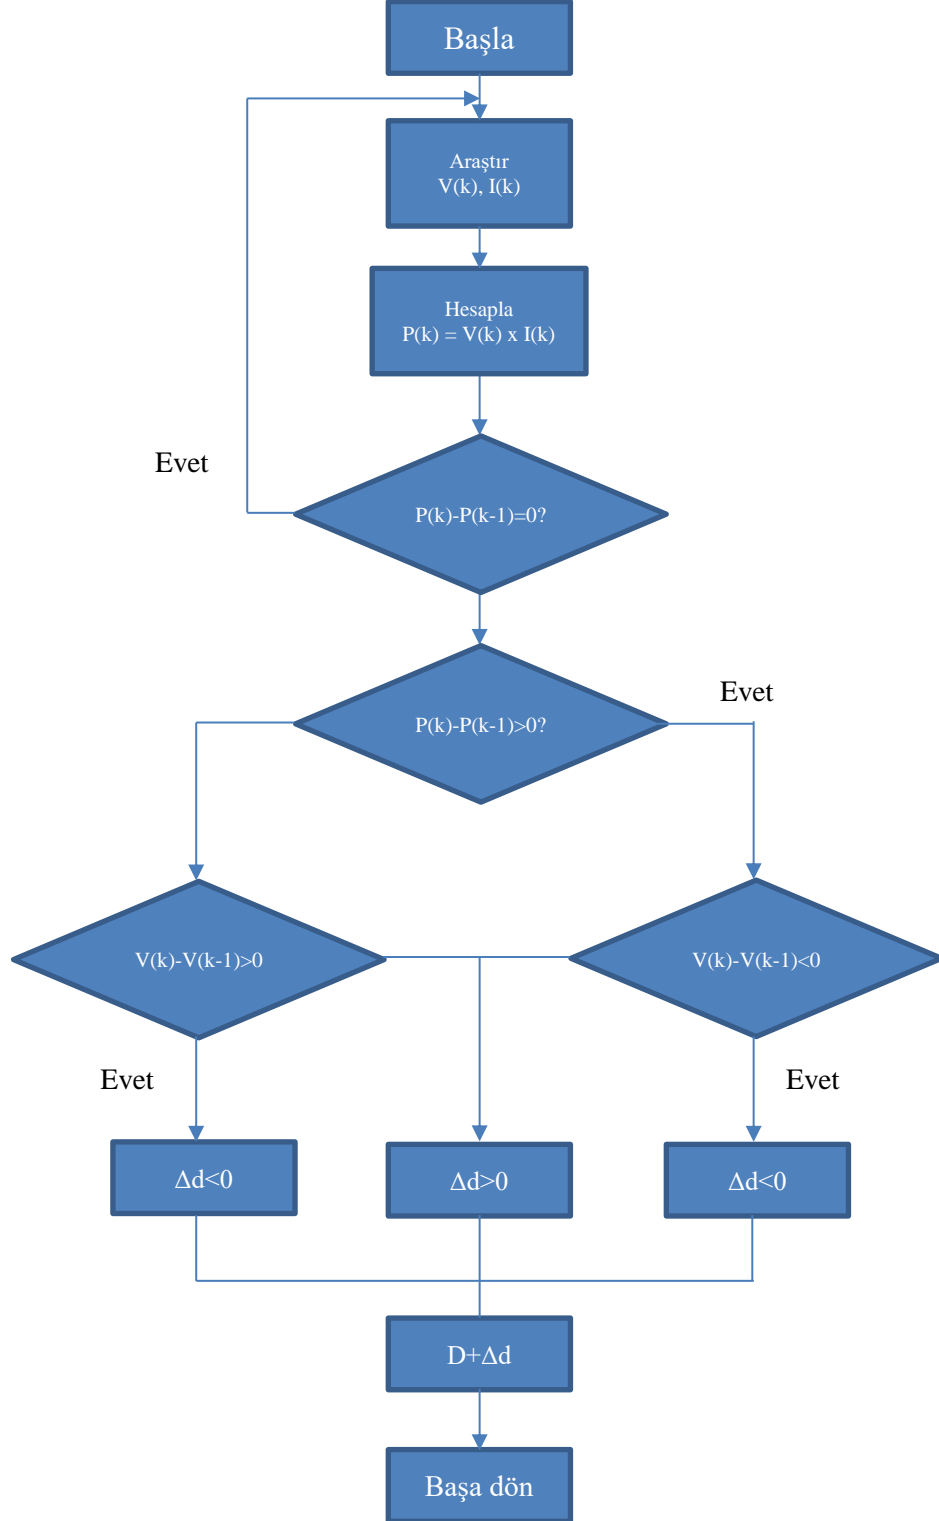 Başla
Araştır
V(k), I(k)
Hesapla
P(k) = V(k) x I(k)
Evet
P(k)-P(k-1)=0?
Evet
P(k)-P(k-1)>0?
V(k)-V(k-1)>0
V(k)-V(k-1)<0
Evet
Evet
Δd<0
Δd>0
Δd<0
D+Δd
Başa dön